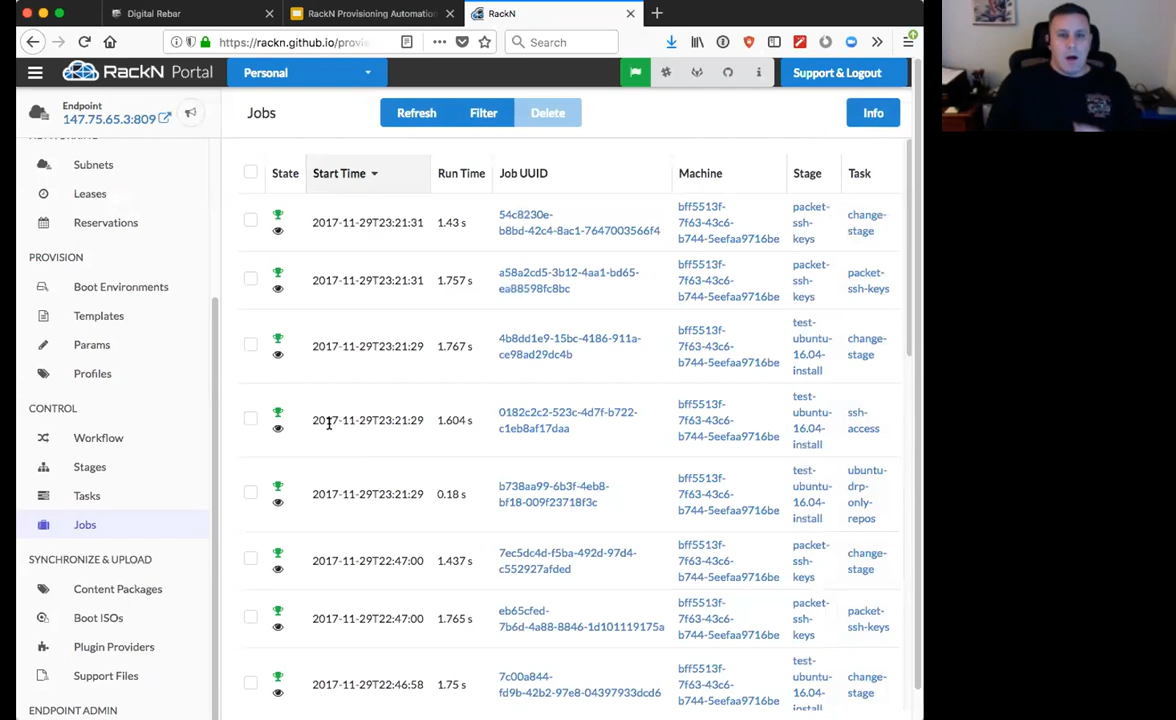 Digital Rebar
RackN Provisioning Automation
RackN
https://rackn.github.io/provis
Search
RackN Portal
Personal
Support & Logout
Endpoint
147.75.65.3:809
Jobs
Refresh
Filter
Delete
Info
Subnets
Leases
Reservations
PROVISION
Boot Environments
Templates
Params
Profiles
CONTROL
Workflow
Stages
Tasks
Jobs
SYNCHRONIZE & UPLOAD
Content Packages
Boot ISOs
Plugin Providers
Support Files
ENDPOINT ADMIN
State Start Time Run Time Job UUID Machine Stage Task
2017-11-29T23:21:31
1.43 s
54c8230e-
b8bd-42c4-8ac1-7647003566f4
bff5513f-
7f63-43c6-
b744-5eefaa9716be
packet-
ssh-
keys
change-
stage
2017-11-29T23:21:31
1.757 s
a58a2cd5-3b12-4aa1-bd65-
ea88598fc8bc
bff5513f-
7f63-43c6-
b744-5eefaa9716be
packet-
ssh-
keys
packet-
ssh-keys
2017-11-29T23:21:29
1.767 s
4b8dd1e9-15bc-4186-911a-
ce98ad29dc4b
bff5513f-
7f63-43c6-
b744-5eefaa9716be
test-
ubuntu-
16.04-
install
change-
stage
2017-11-29T23:21:29
1.604 s
0182c2c2-523c-4d7f-b722-
c1eb8af17daa
bff5513f-
7f63-43c6-
b744-5eefaa9716be
test-
ubuntu-
16.04-
install
ssh-
access
2017-11-29T23:21:29
0.18 s
b738aa99-6b3f-4eb8-
bf18-009f23718f3c
bff5513f-
7f63-43c6-
b744-5eefaa9716be
test-
ubuntu-
16.04-
install
ubuntu-
drp-
only-
repos
2017-11-29T22:47:00
1.437 s
7ec5dc4d-f5ba-492d-97d4-
c552927afded
bff5513f-
7f63-43c6-
b744-5eefaa9716be
packet-
ssh-
keys
change-
stage
2017-11-29T22:47:00
1.765 s
eb65cfed-
7b6d-4a88-8846-1d101119175a
bff5513f-
7f63-43c6-
b744-5eefaa9716be
packet-
ssh-
keys
packet-
ssh-keys
2017-11-29T22:46:58
1.75 s
7c00a844-
fd9b-42b2-97e8-04397933dcd6
bff5513f-
7f63-43c6-
b744-5eefaa9716be
test-
ubuntu-
16.04-
install
change-
stage